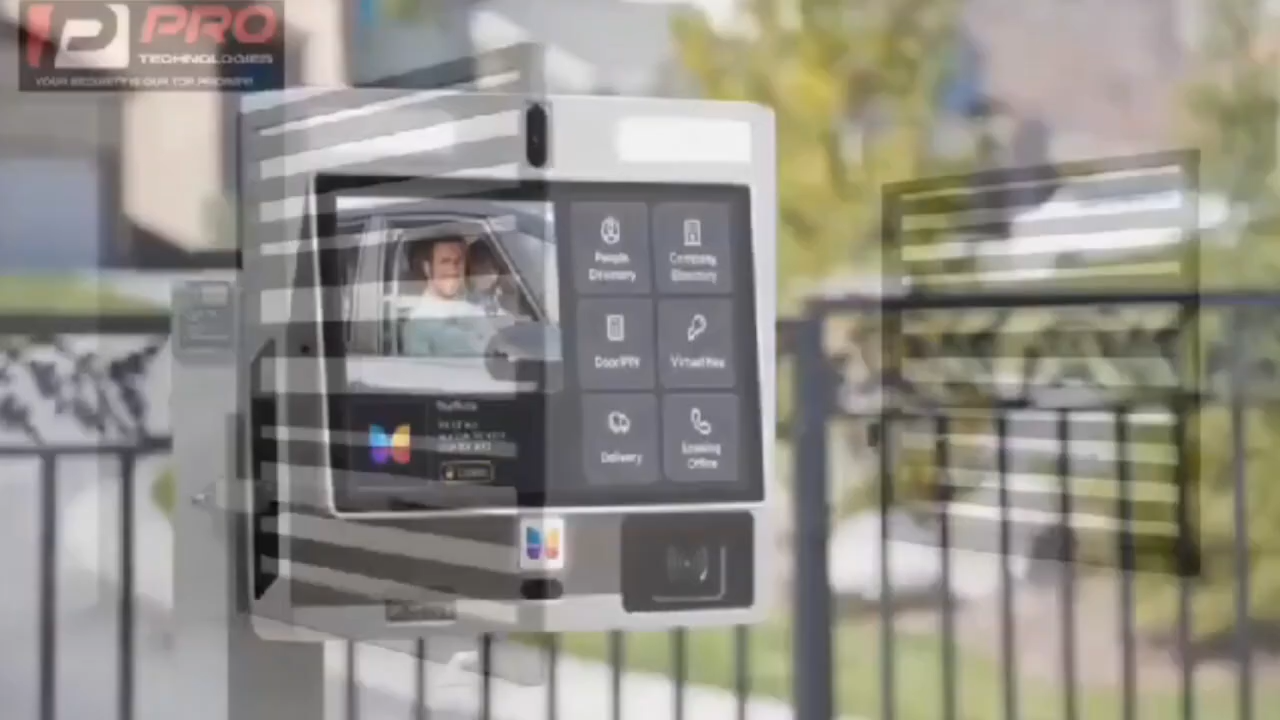 PRO
TECHNOLOGIES
YOUR SECURITY IS OUR TOP PRIORITY
People
Directory
Company
Directory
Door PIN
Virtual Key
Delivery
Leasing
Office